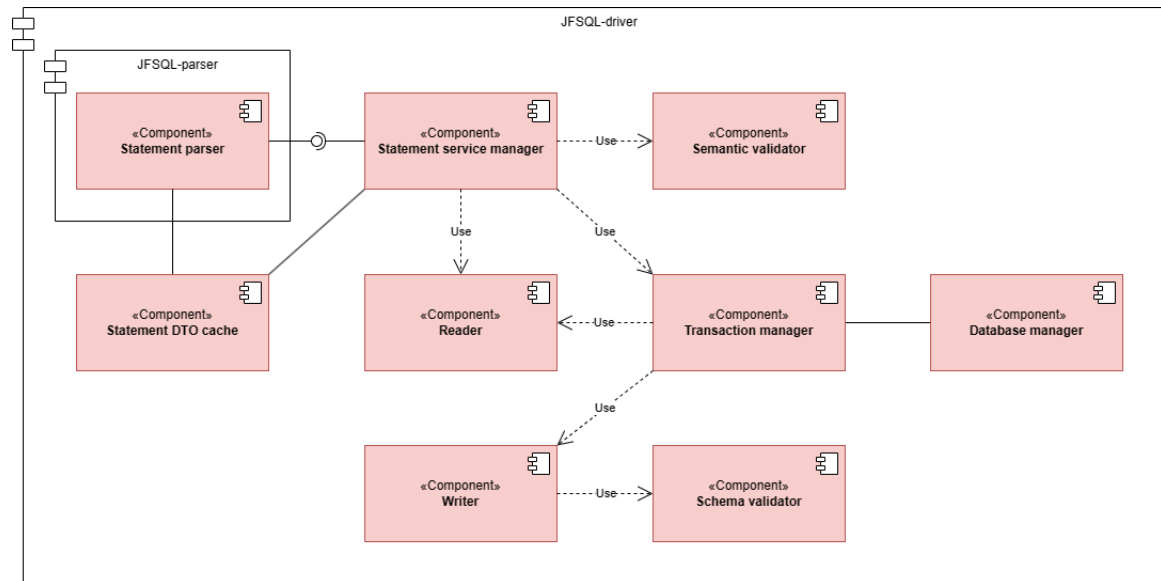 JFSQL-driver
JFSQL-parser
«Component»
Statement parser
«Component»
Statement service manager
Use
«Component»
Semantic validator
Use
Use
«Component»
Statement DTO cache
«Component»
Reader
Use
«Component»
Transaction manager
«Component»
Database manager
Use
«Component»
Writer
Use
«Component»
Schema validator